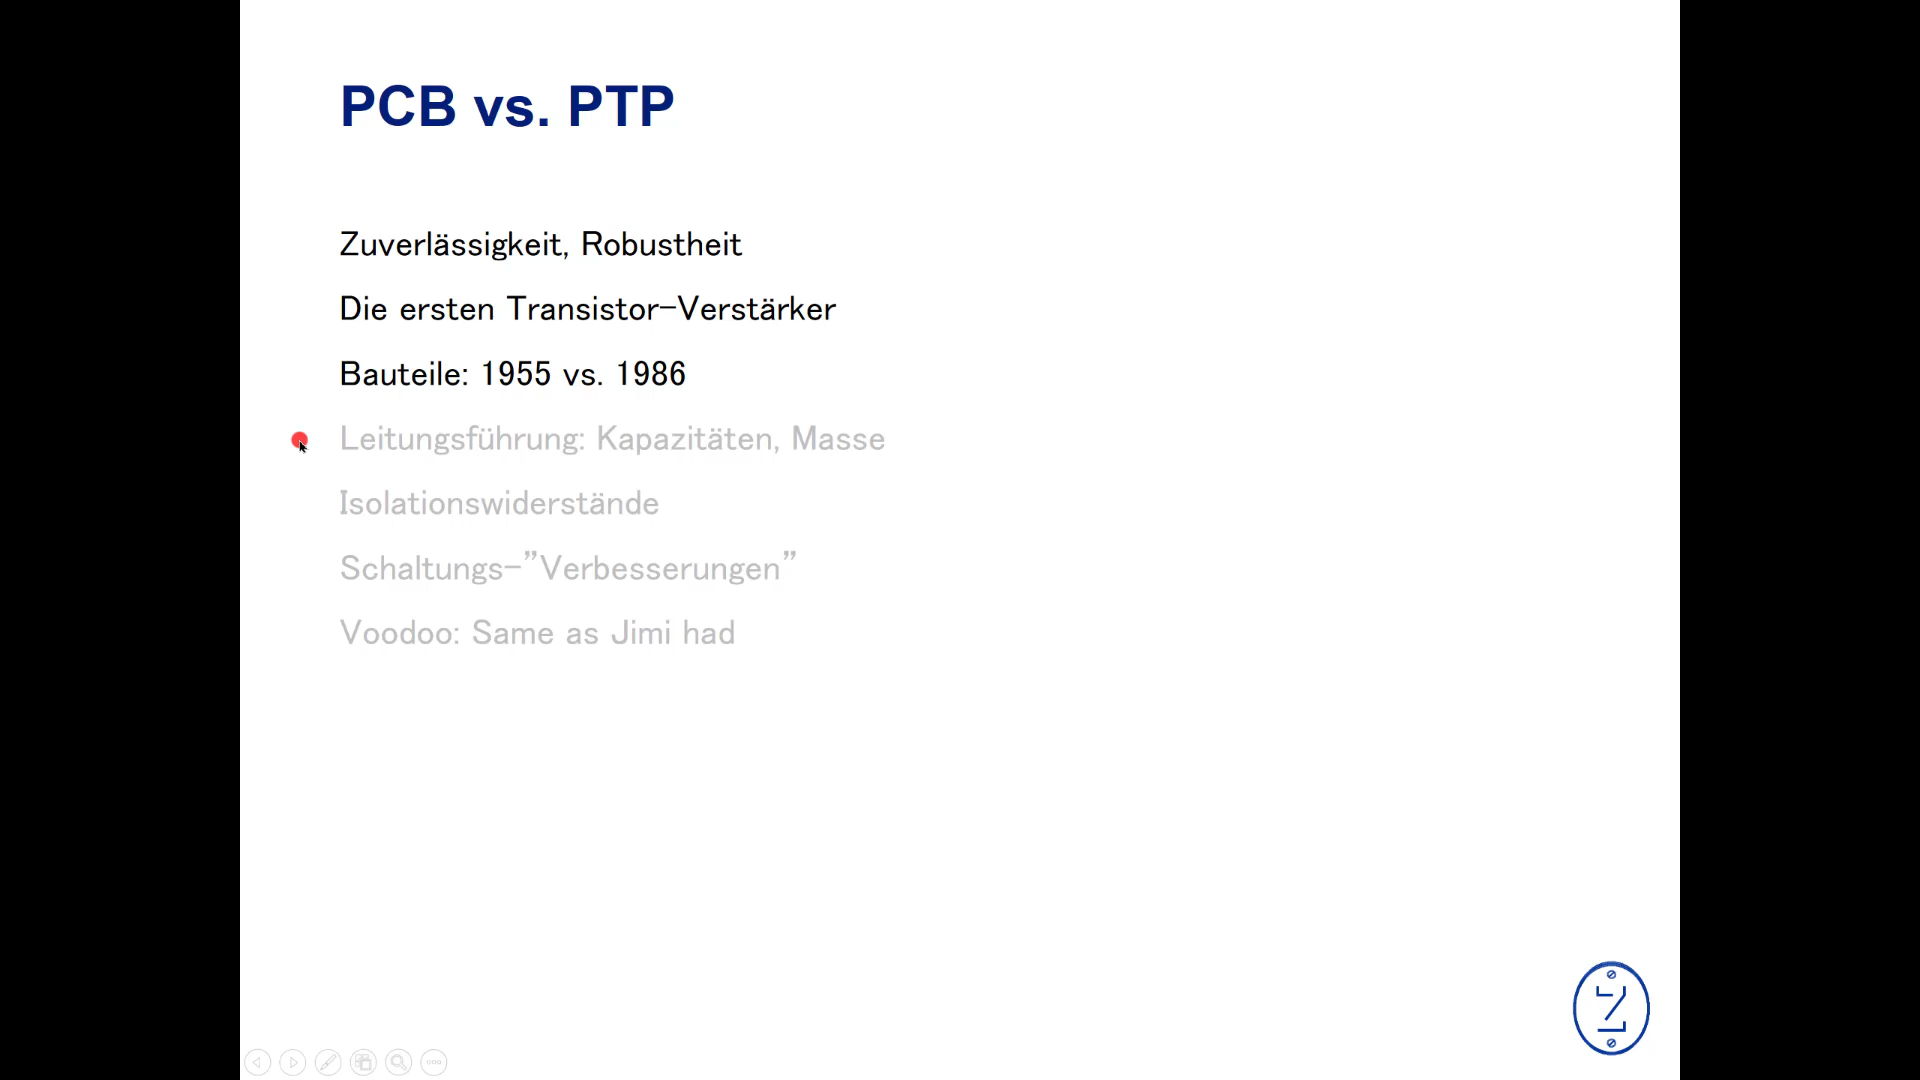 PCB vs. PTP
Zuverlässigkeit, Robustheit
Die ersten Transistor-Verstärker
Bauteile: 1955 vs. 1986
Leitungsführung: Kapazitäten, Masse
Isolationswiderstände
Schaltungs-”Verbesserungen”
Voodoo: Same as Jimi had
Z